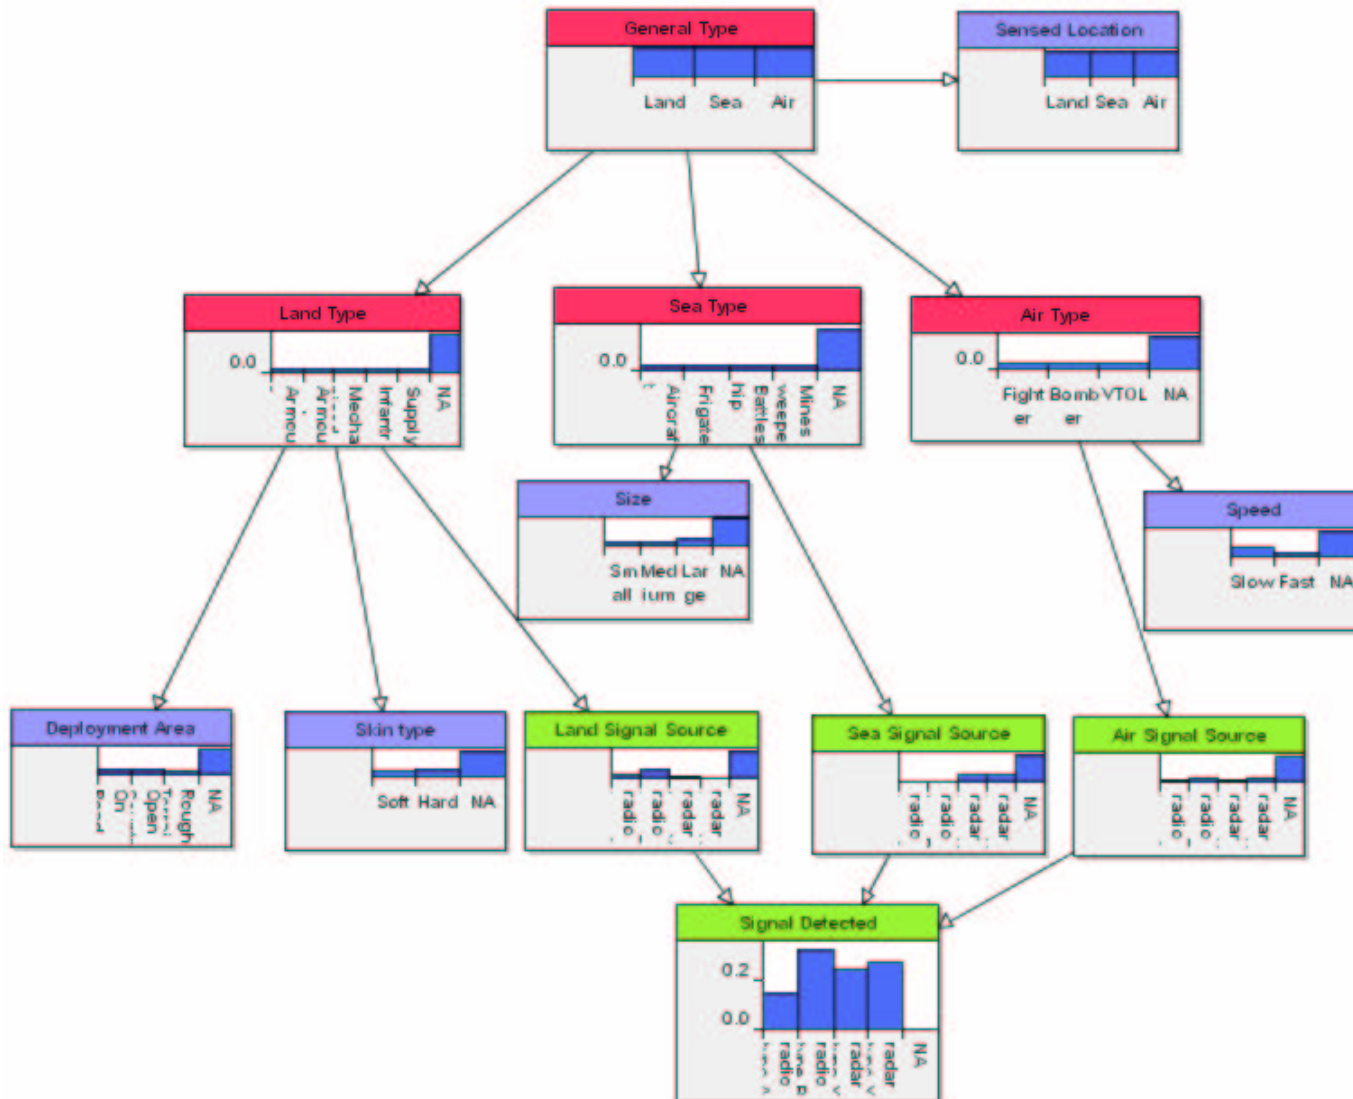 General Type
Sensed Location
Land Sea Air
Land Sea Air
Land Type
Sea Type
Air Type
0.0
0.0
0.0
Armou
Armou
Mecha
Infantr
Supply
NA
t
Aircraf
Frigate
hip
Battles
weepe
Mines
NA
Fight Bomb VTOL NA
er er
Size
Speed
Sm Med Lar NA
all ium ge
Slow Fast NA
Deployment Area
Skin type
Land Signal Source
Sea Signal Source
Air Signal Source
On
Open
Rough
NA
Soft Hard NA
radio
radio
radar
radar
NA
radio
radio
radar
radar
NA
radio
radio
radar
radar
NA
Signal Detected
0.2
0.0
radio
radio
radar
radar
NA